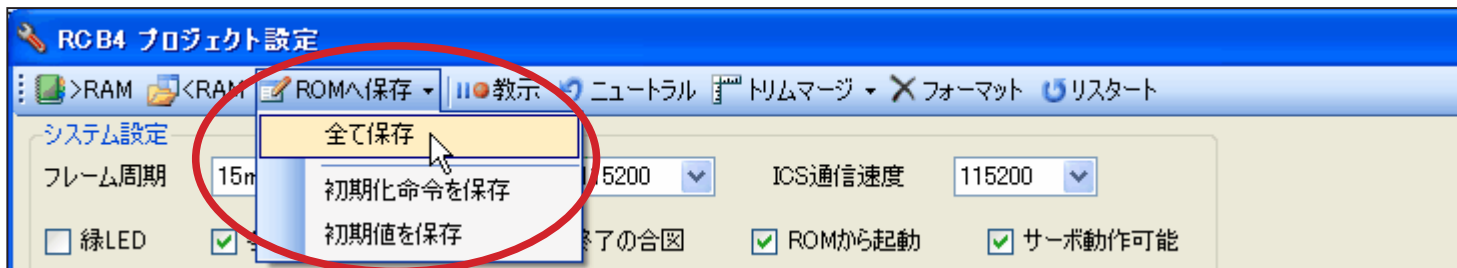 RCB4 プロジェクト設定
>RAM <RAM ROMへ保存 教示 ニュートラル トリムマージ フォーマット リスタート
システム設定
全て保存
フレーム周期 15m 115200 ICS通信速度 115200
初期化命令を保存
緑LED 終了の合図 ROMから起動 サーボ動作可能
初期値を保存